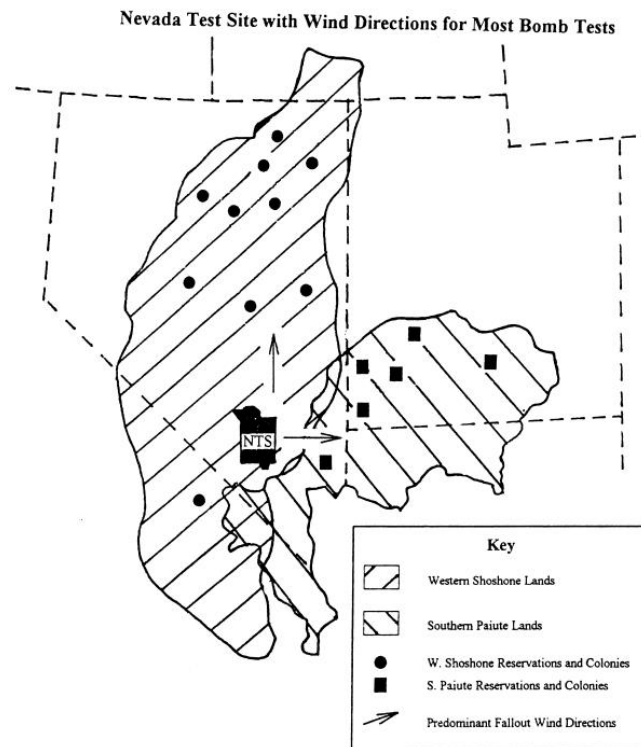 Nevada Test Site with Wind Directions for Most Bomb Tests
NTS
Key
Western Shoshone Lands
Southern Paiute Lands
W. Shoshone Reservations and Colonies
S. Paiute Reservations and Colonies
Predominant Fallout Wind Directions